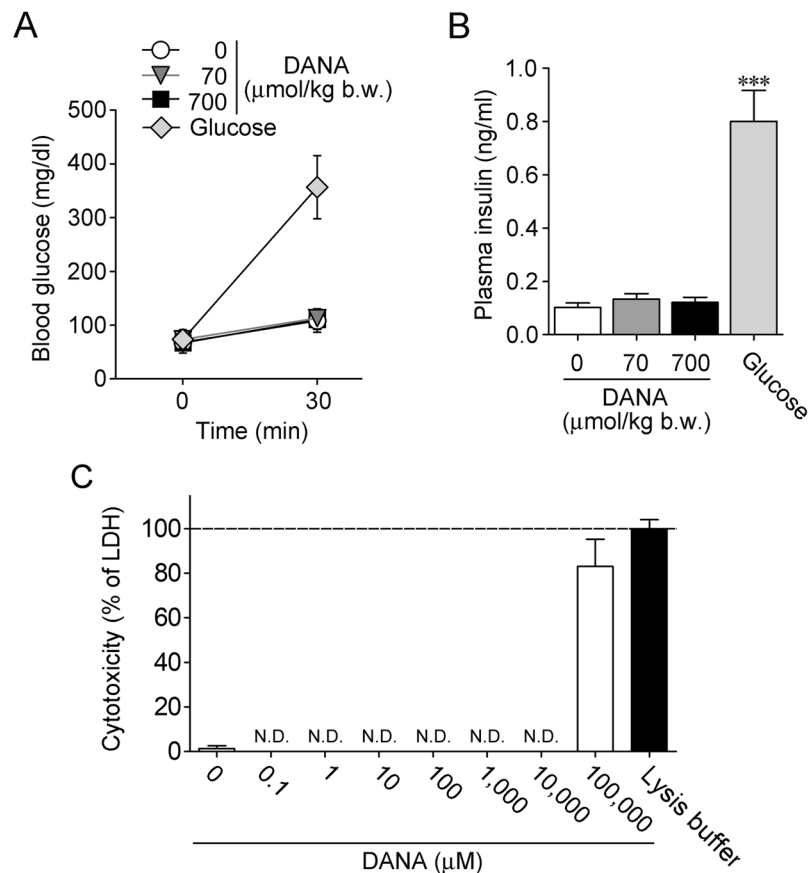 A
0
70
700
DANA
(μmol/kg b.w.)
Glucose
500
400
300
200
100
0
Blood glucose (mg/dl)
0 30
Time (min)
B
***
1.0
0.8
0.6
0.4
0.2
0.0
Plasma insulin (ng/ml)
0 70 700 Glucose
DANA
(μmol/kg b.w.)
C
100
80
60
40
20
0
Cytotoxicity (% of LDH)
N.D. N.D. N.D. N.D. N.D. N.D.
0 0.1 1 10 100 1,000 10,000 100,000 Lysis buffer
DANA (μM)